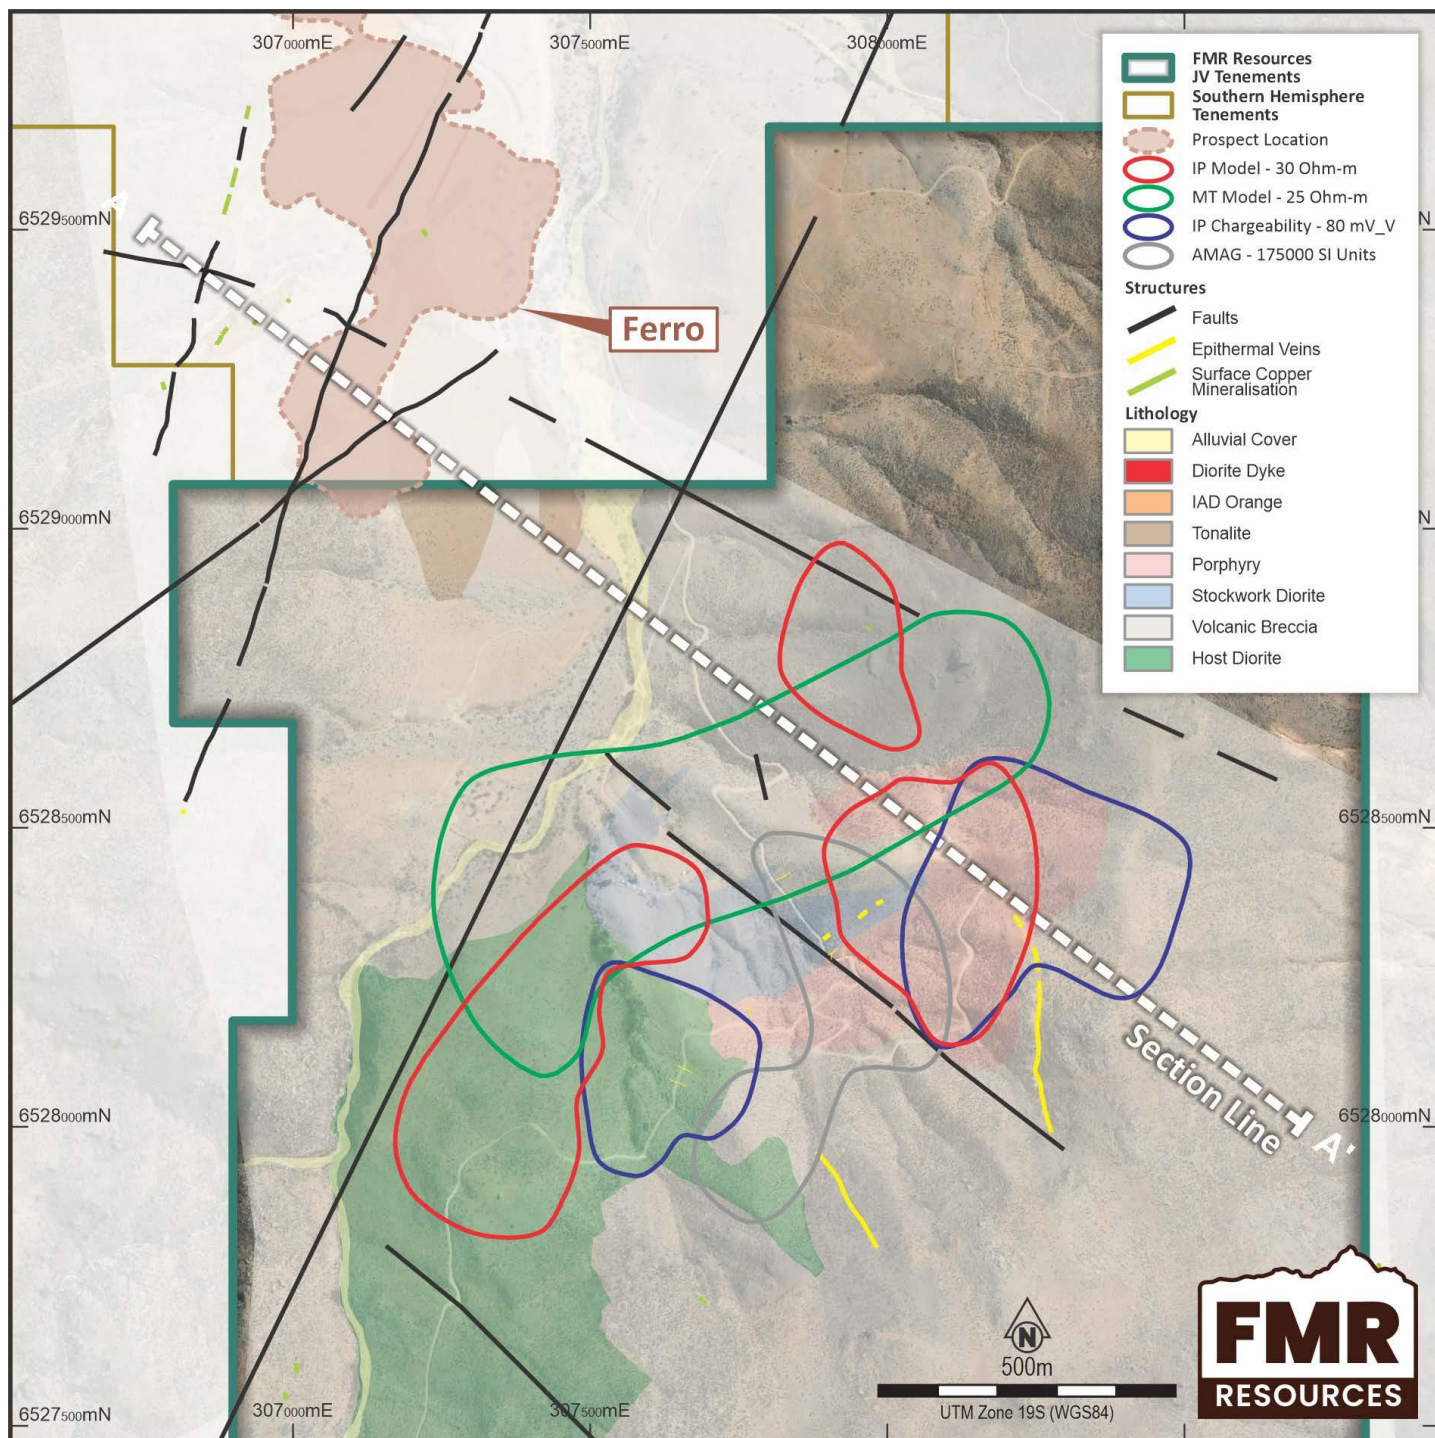 307000mE
307500mE
308000mE
FMR Resources
JV Tenements
Southern Hemisphere
Tenements
Prospect Location
IP Model - 30 Ohm-m
MT Model - 25 Ohm-m
IP Chargeability - 80 mV_V
AMAG - 175000 SI Units
Structures
Faults
Epithermal Veins
Surface Copper
Mineralisation
Lithology
Alluvial Cover
Diorite Dyke
IAD Orange
Tonalite
Porphyry
Stockwork Diorite
Volcanic Breccia
Host Diorite
A
6529500mN
N
Ferro
6529000mN
N
6528500mN
6528500mN
Section Line
6528000mN
6528000mN
A'
N
500m
UTM Zone 19S (WGS84)
FMR
RESOURCES
6527500mN
307000mE
307500mE